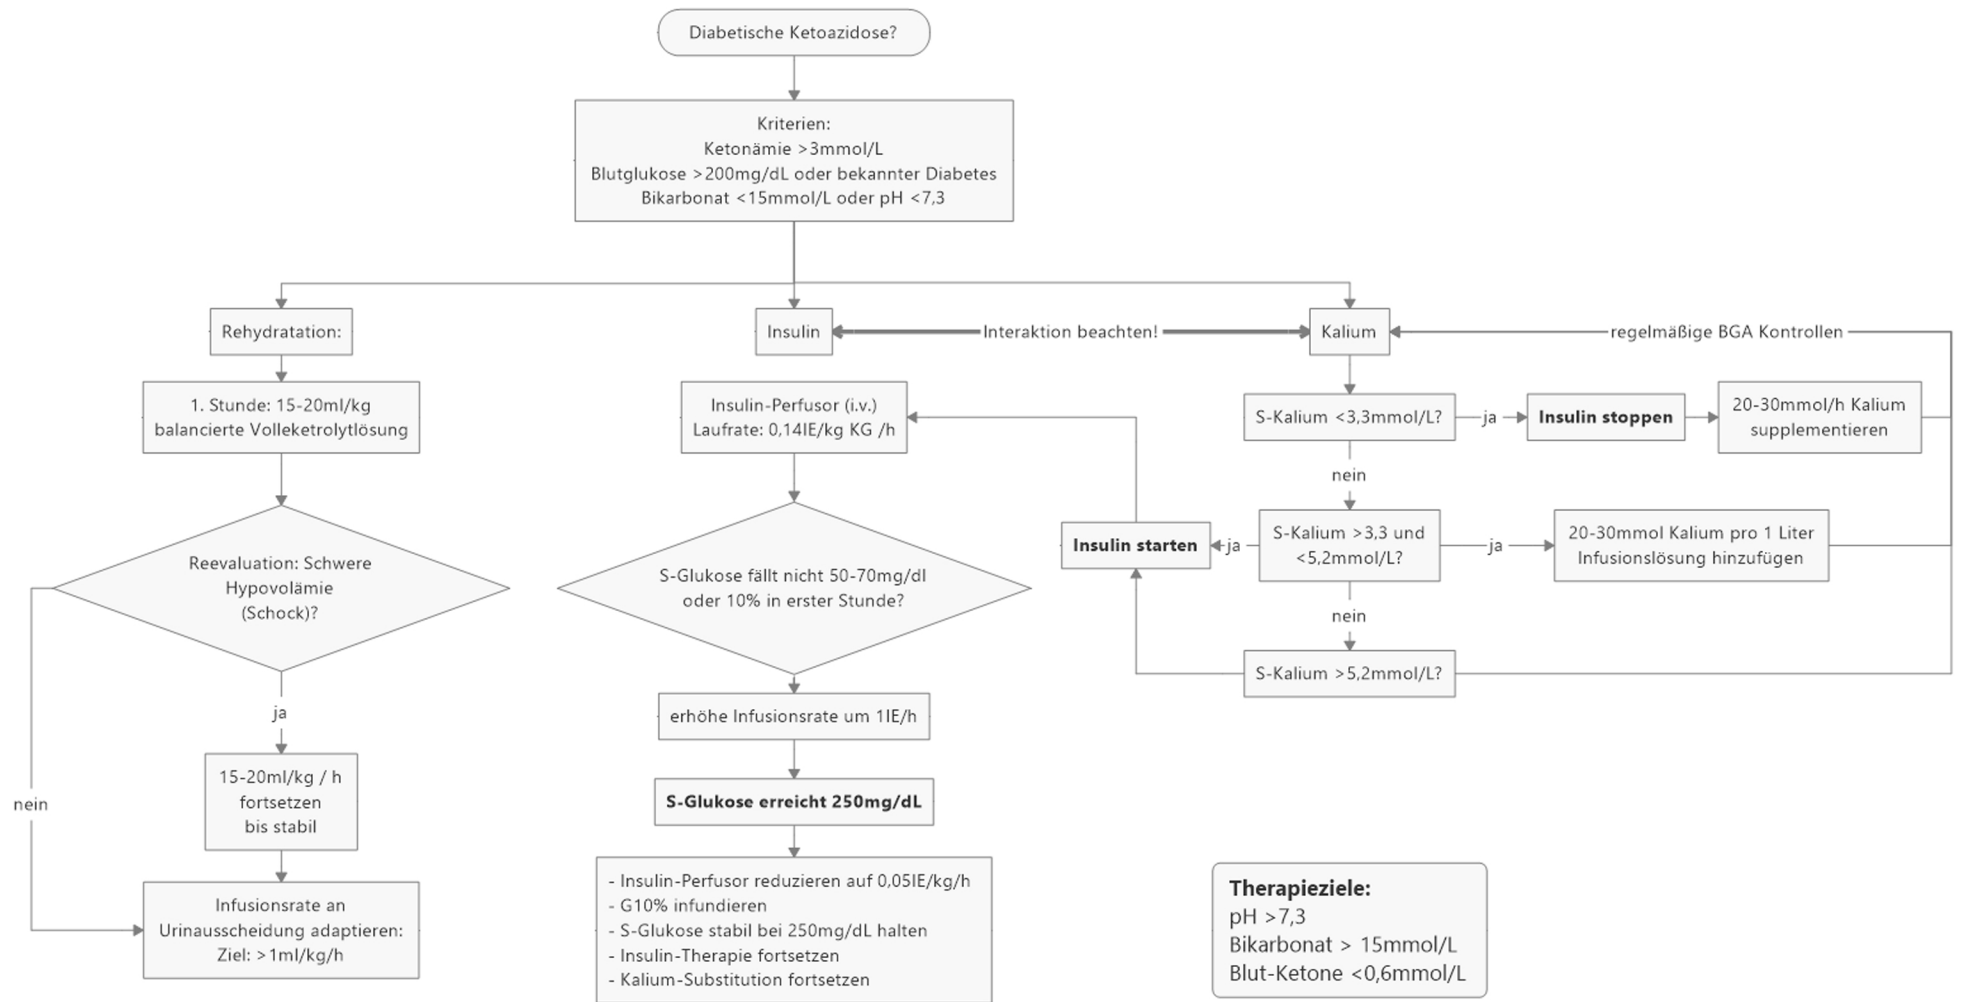 Diabetische Ketoazidose?
Kriterien:
Ketonämie >3mmol/L
Blutglukose >200mg/dL oder bekannter Diabetes
Bikarbonat <15mmol/L oder pH <7,3
Rehydratation:
1. Stunde: 15-20ml/kg
balancierte Volleketrolytlösung
Reevaluation: Schwere
Hypovolämie
(Schock)?
ja
nein
15-20ml/kg / h
fortsetzen
bis stabil
Infusionsrate an
Urinausscheidung adaptieren:
Ziel: >1ml/kg/h
Insulin
Interaktion beachten!
Insulin-Perfusor (i.v.)
Laufrate: 0,14IE/kg KG /h
S-Glukose fällt nicht 50-70mg/dl
oder 10% in erster Stunde?
erhöhe Infusionsrate um 1IE/h
S-Glukose erreicht 250mg/dL
- Insulin-Perfusor reduzieren auf 0,05IE/kg/h
- G10% infundieren
- S-Glukose stabil bei 250mg/dL halten
- Insulin-Therapie fortsetzen
- Kalium-Substitution fortsetzen
Kalium
regelmäßige BGA Kontrollen
S-Kalium <3,3mmol/L?
ja
Insulin stoppen
20-30mmol/h Kalium
supplementieren
nein
Insulin starten
ja
S-Kalium >3,3 und
<5,2mmol/L?
ja
20-30mmol Kalium pro 1 Liter
Infusionslösung hinzufügen
nein
S-Kalium >5,2mmol/L?
Therapieziele:
pH >7,3
Bikarbonat > 15mmol/L
Blut-Ketone <0,6mmol/L